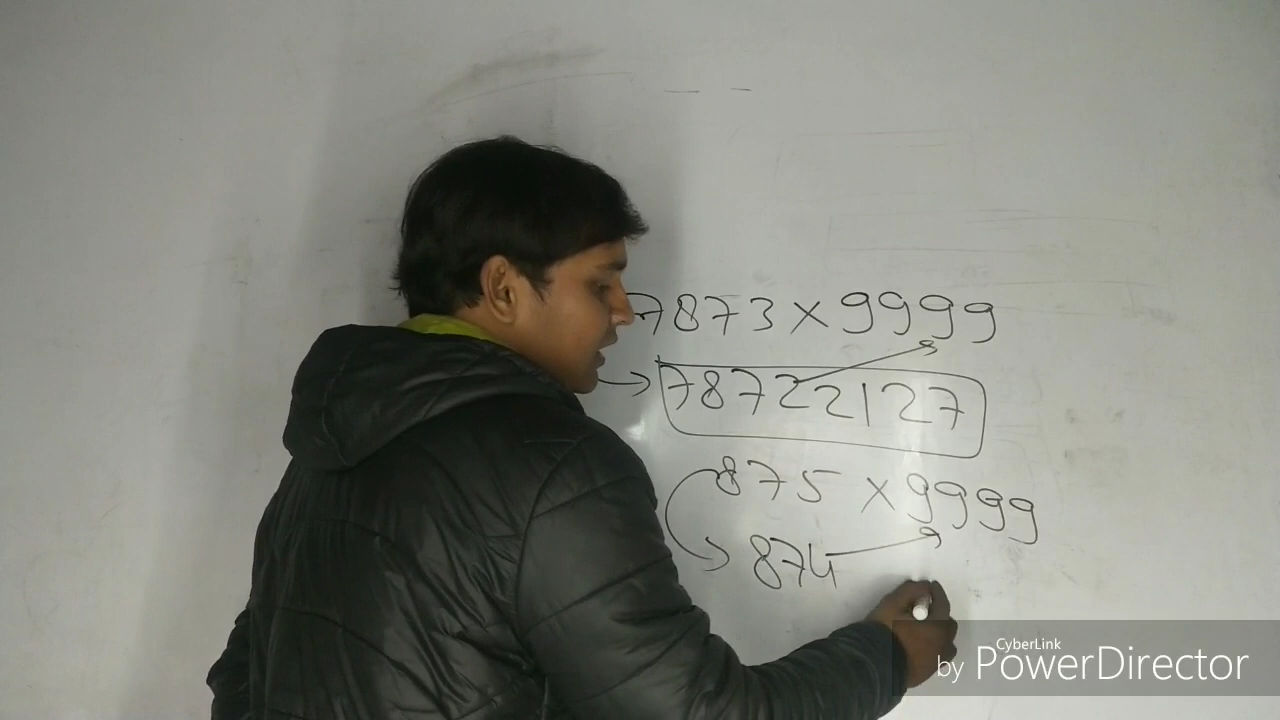 7873 × 9999
→ 78722127
875 × 9999
874
CyberLink
by PowerDirector